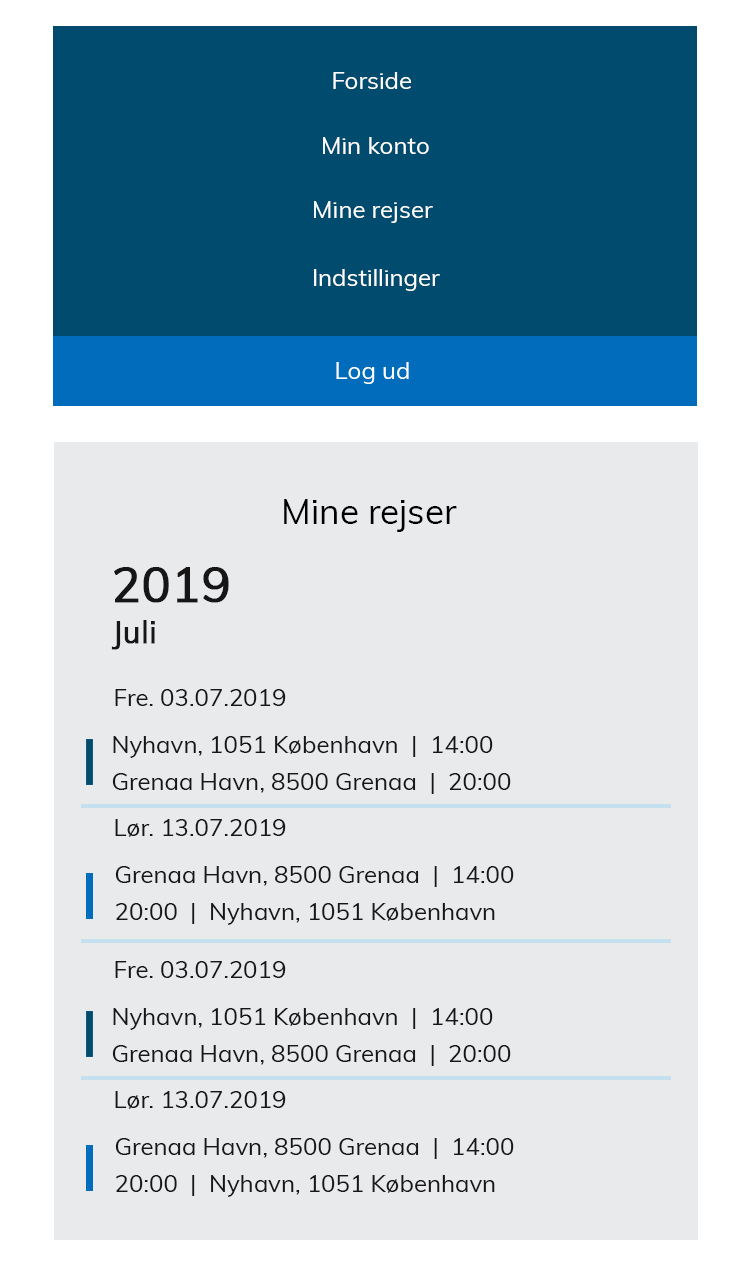 Forside
Min konto
Mine rejser
Indstillinger
Log ud
Mine rejser
2019
Juli
Fre. 03.07.2019
Nyhavn, 1051 København | 14:00
Grenaa Havn, 8500 Grenaa | 20:00
Lør. 13.07.2019
Grenaa Havn, 8500 Grenaa | 14:00
20:00 | Nyhavn, 1051 København
Fre. 03.07.2019
Nyhavn, 1051 København | 14:00
Grenaa Havn, 8500 Grenaa | 20:00
Lør. 13.07.2019
Grenaa Havn, 8500 Grenaa | 14:00
20:00 | Nyhavn, 1051 København